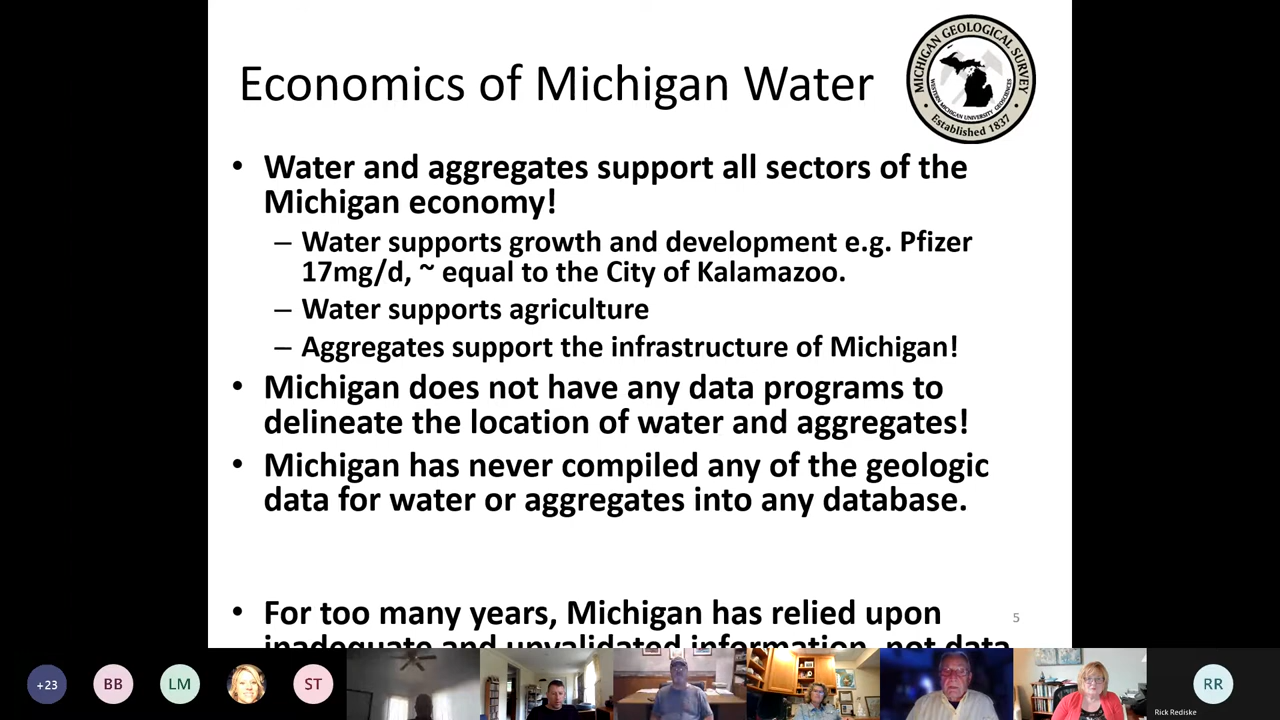 Economics of Michigan Water
MICHIGAN GEOLOGICAL SURVEY
WESTERN MICHIGAN UNIVERSITY GEOSCIENCES
Established 1837
• Water and aggregates support all sectors of the
Michigan economy!
– Water supports growth and development e.g. Pfizer
17mg/d, ~ equal to the City of Kalamazoo.
– Water supports agriculture
– Aggregates support the infrastructure of Michigan!
• Michigan does not have any data programs to
delineate the location of water and aggregates!
• Michigan has never compiled any of the geologic
data for water or aggregates into any database.
• For too many years, Michigan has relied upon
inadequate and unvalidated information, not data
5
+23
BB
LM
ST
RR
Rick Rediske